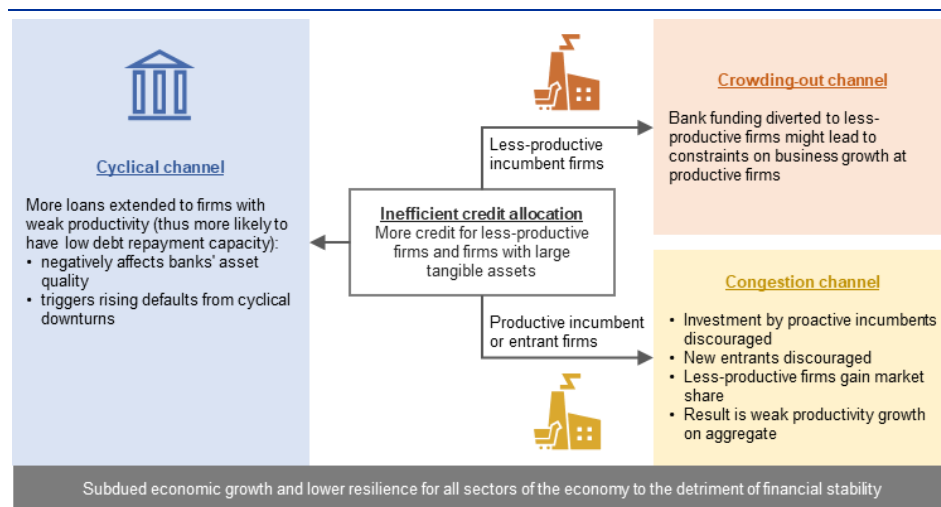 Cyclical channel
More loans extended to firms with
weak productivity (thus more likely to
have low debt repayment capacity):
• negatively affects banks' asset
quality
• triggers rising defaults from cyclical
downturns
Less-productive
incumbent firms
Inefficient credit allocation
More credit for less-productive
firms and firms with large
tangible assets
Productive incumbent
or entrant firms
Crowding-out channel
Bank funding diverted to less-
productive firms might lead to
constraints on business growth at
productive firms
Congestion channel
• Investment by proactive incumbents
discouraged
• New entrants discouraged
• Less-productive firms gain market
share
• Result is weak productivity growth
on aggregate
Subdued economic growth and lower resilience for all sectors of the economy to the detriment of financial stability